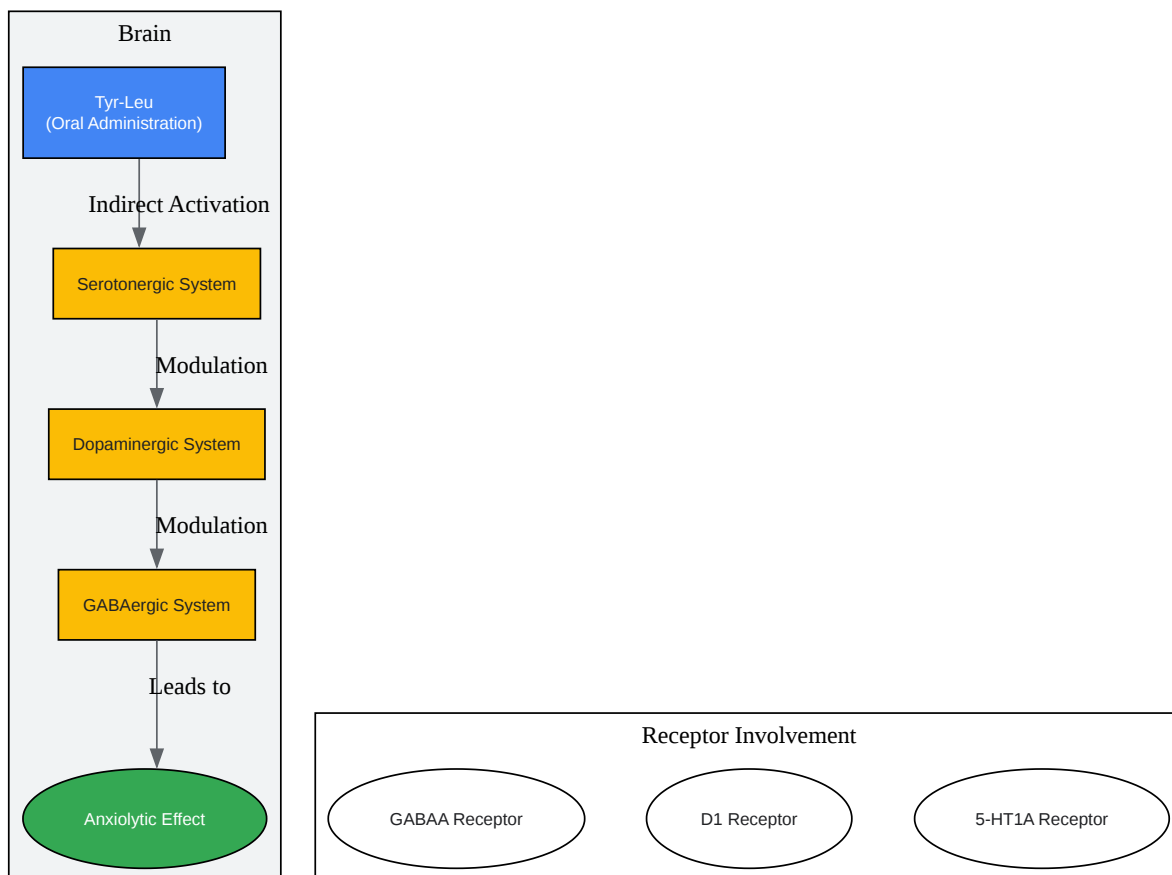 Brain
Tyr-Leu
(Oral Administration)
Indirect Activation
Serotonergic System
Modulation
Dopaminergic System
Modulation
GABAergic System
Leads to
Anxiolytic Effect
Receptor Involvement
GABAA Receptor
D1 Receptor
5-HT1A Receptor